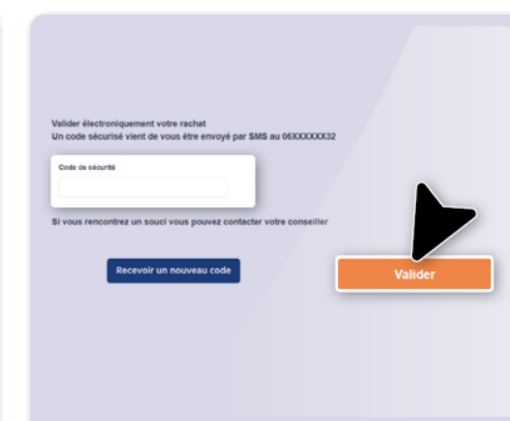 Valider électroniquement votre rachat
Un code sécurisé vient de vous être envoyé par SMS au 06XXXXXX32
Code de sécurité
Si vous rencontrez un souci vous pouvez contacter votre conseiller
Recevoir un nouveau code
Valider